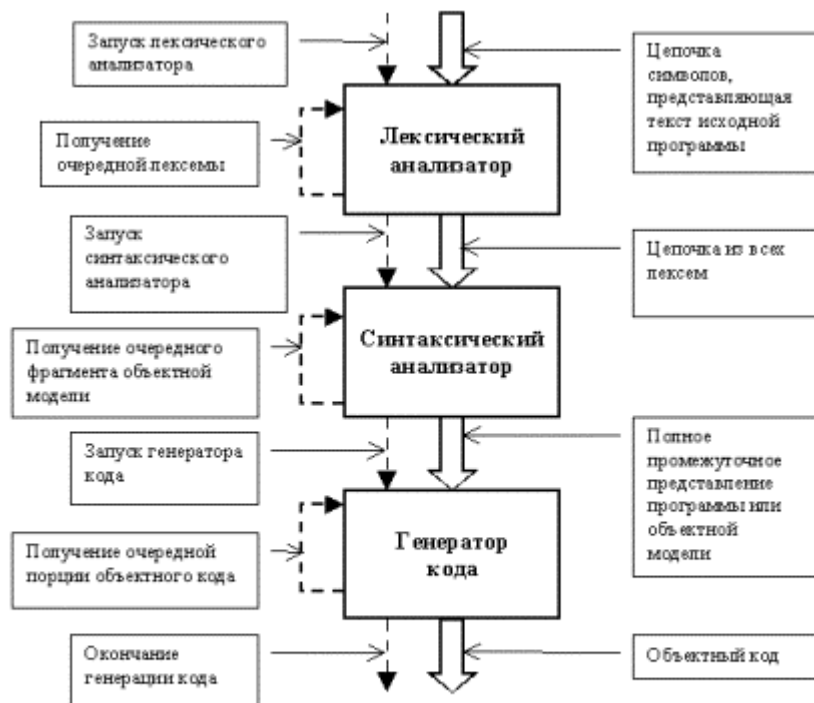 Запуск лексического
анализатора
Цепочка
символов,
представляющая
текст исходной
программы
Лексический
анализатор
Получение
очередной лексемы
Запуск
синтаксического
анализатора
Цепочка из всех
лексем
Синтаксический
анализатор
Получение очередного
фрагмента объектной
модели
Запуск генератора
кода
Полное
промежуточное
представление
программы или
объектной
модели
Генератор
кода
Получение очередной
порции объектного кода
Окончание
генерации кода
Объектный код